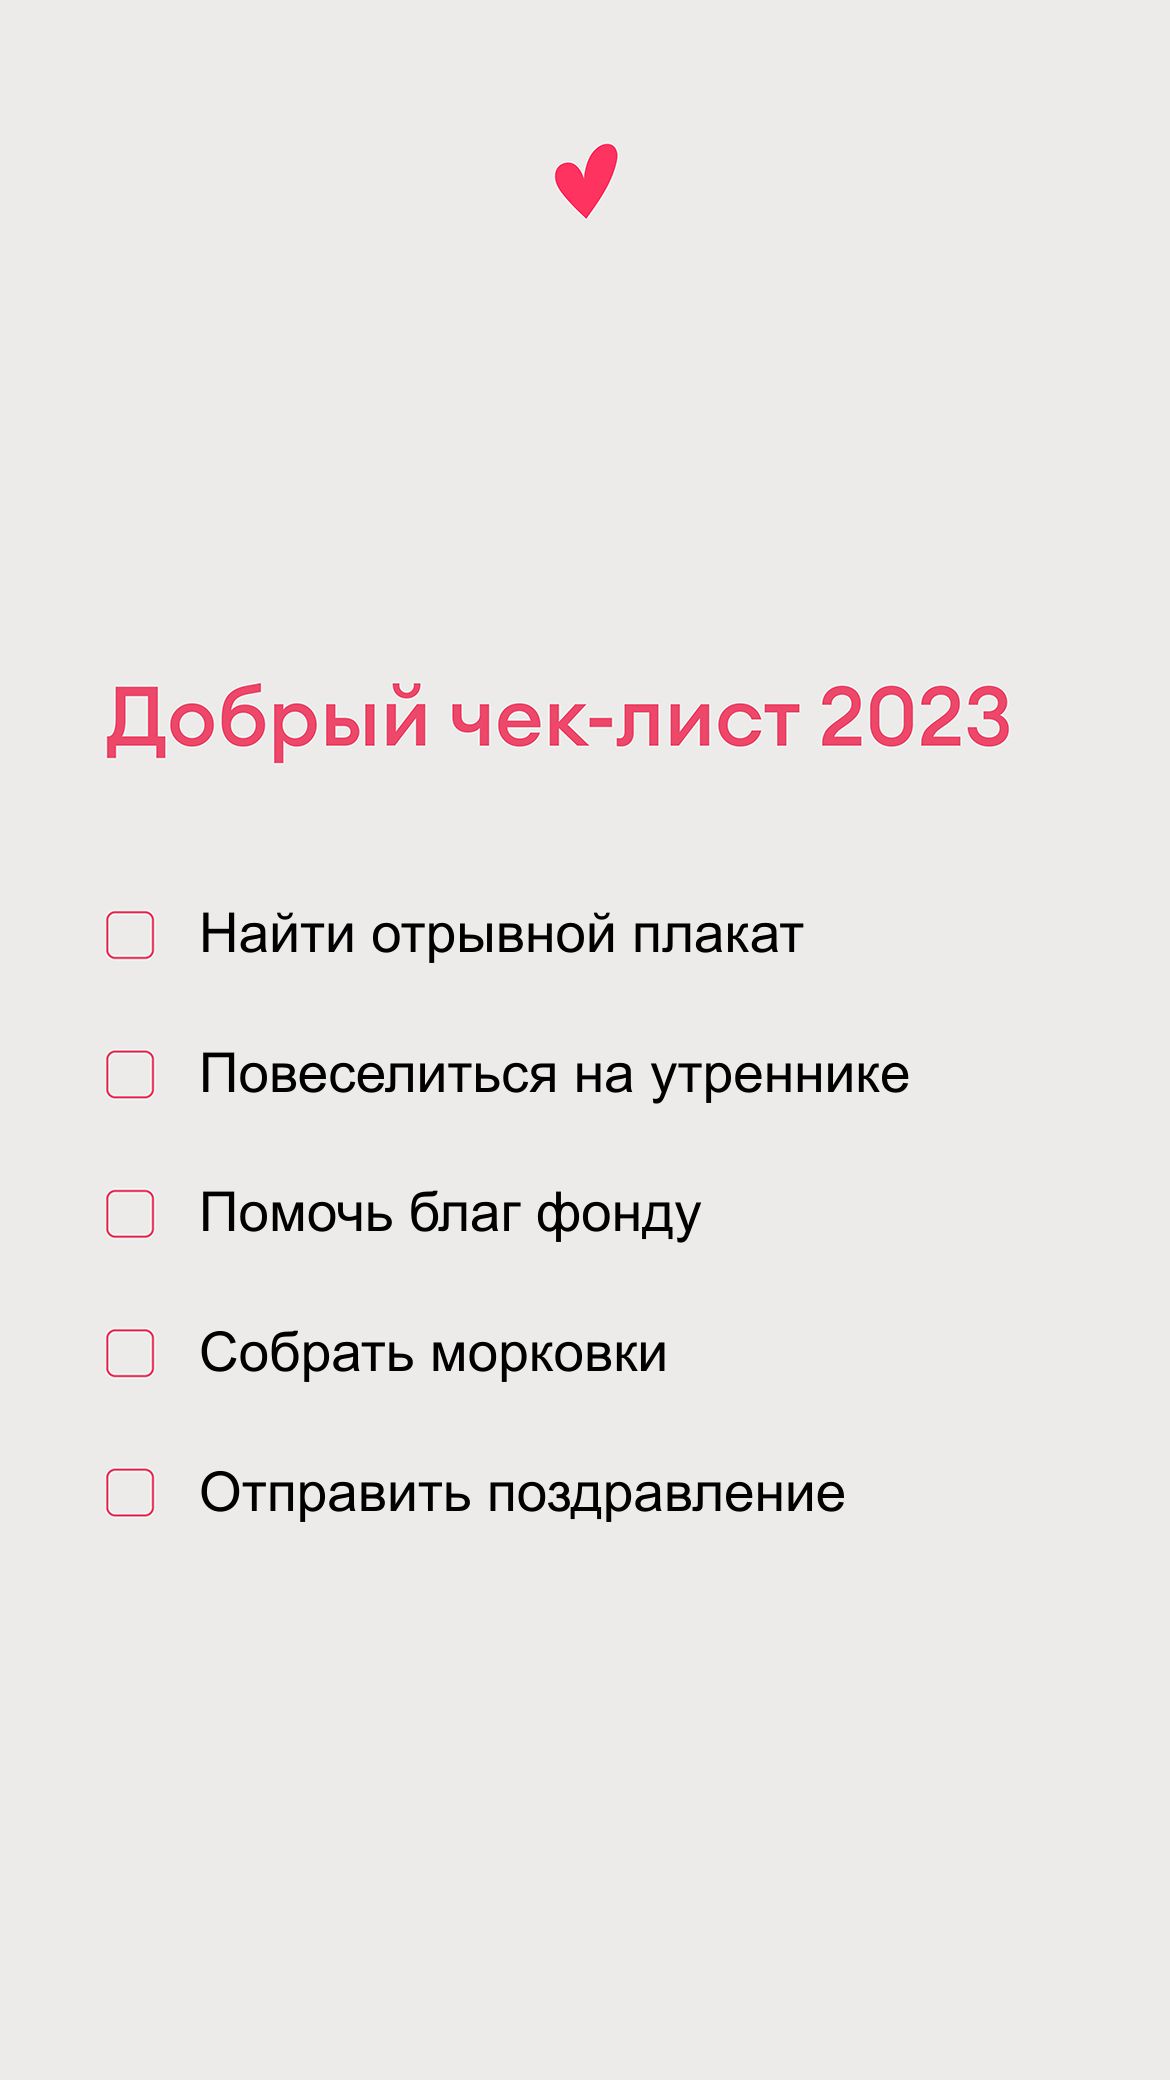 Добрый чек-лист 2023
Найти отрывной плакат
Повеселиться на утреннике
Помочь благ фонду
Собрать морковки
Отправить поздравление